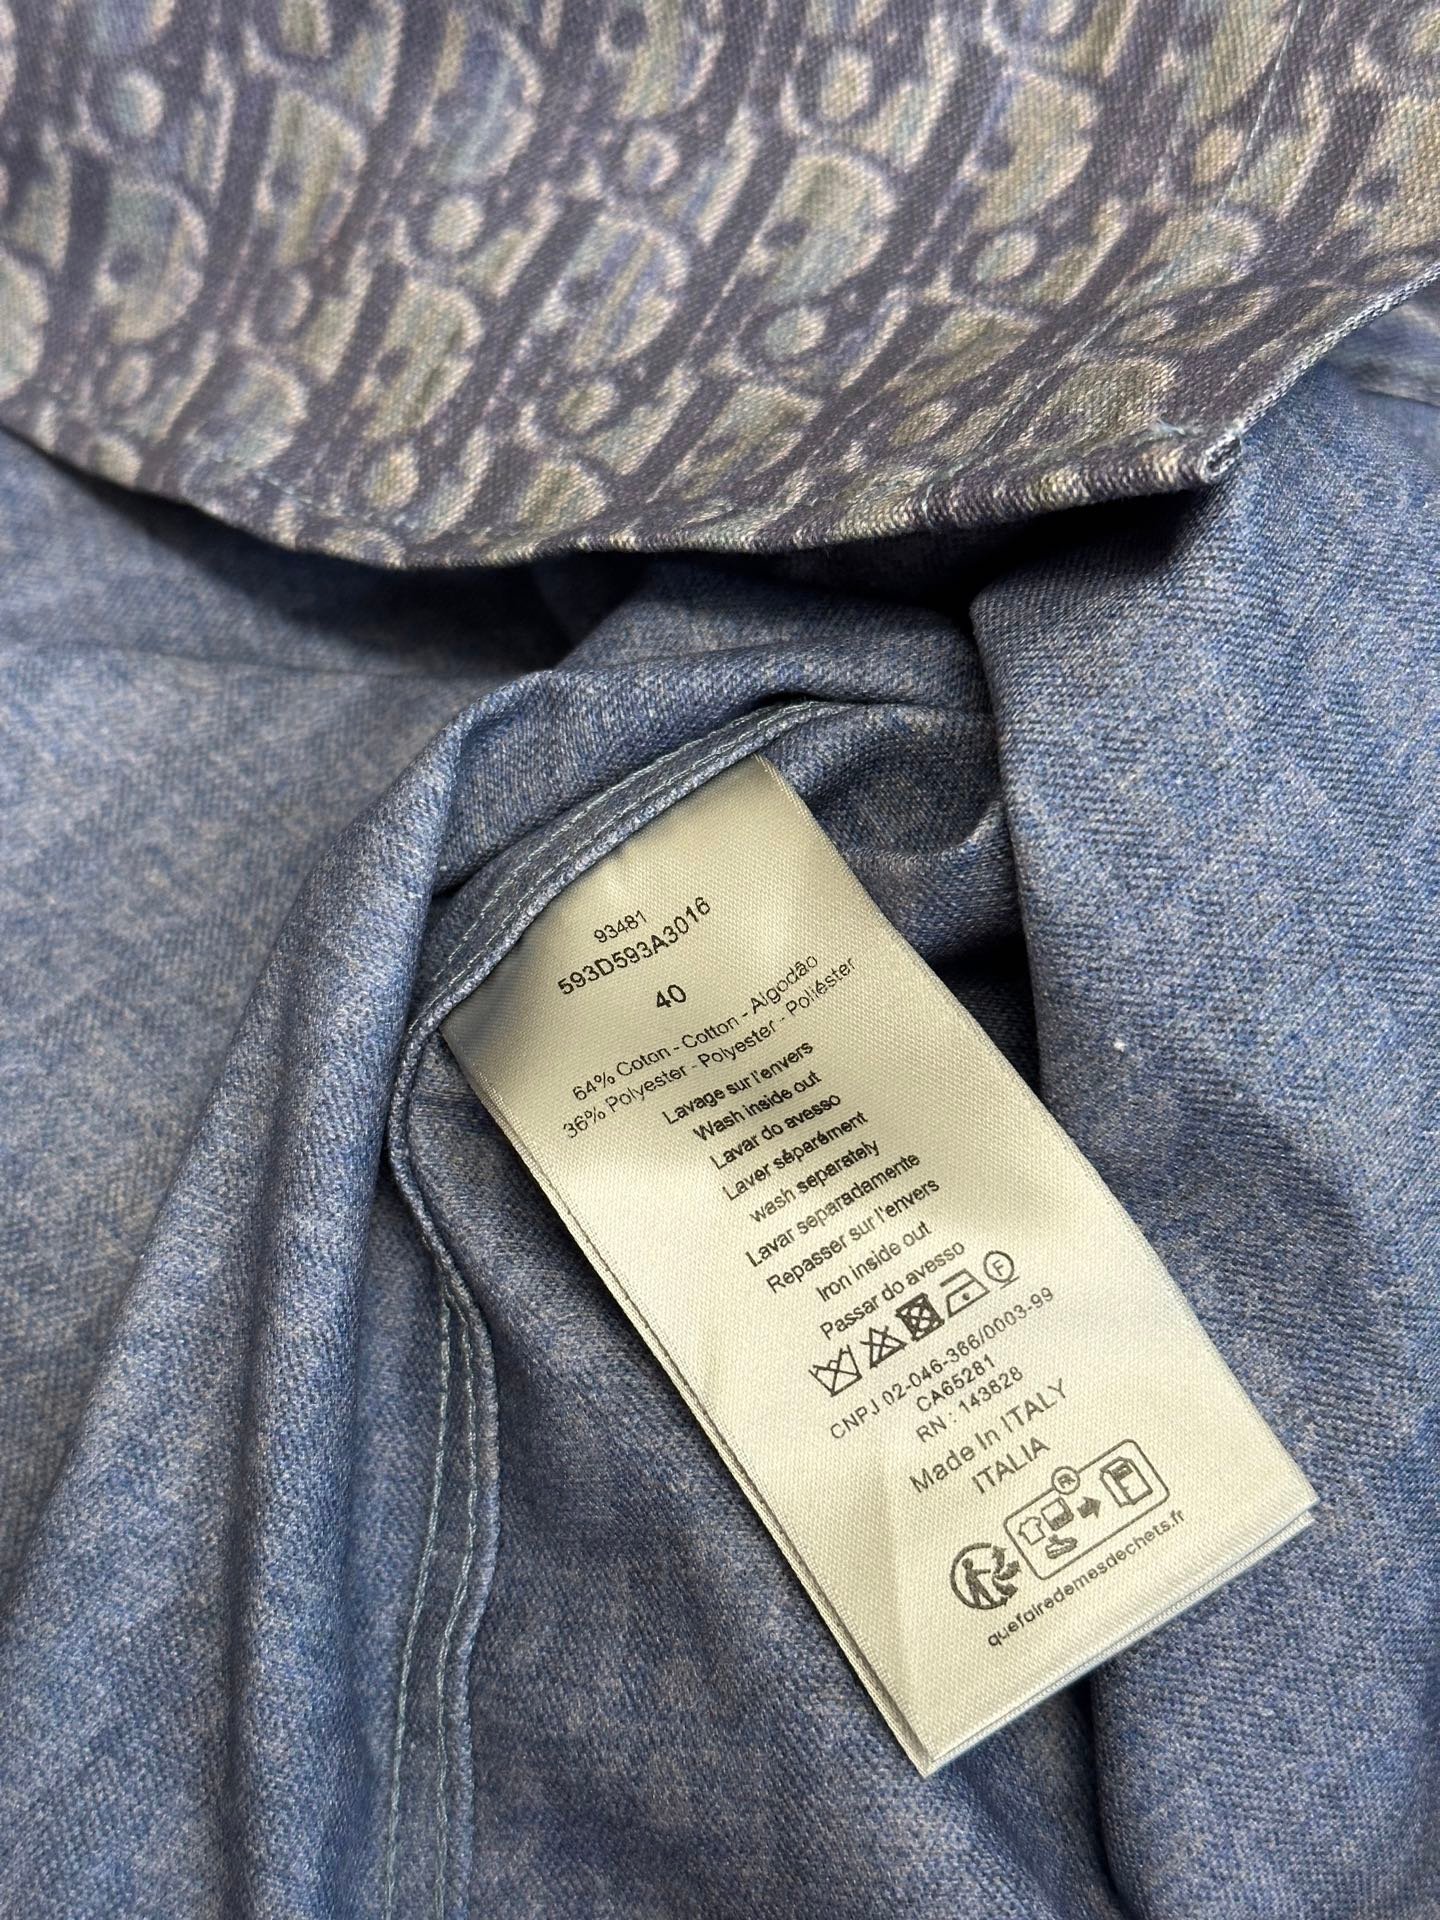 93481
593D593A3016
40
64% Coton - Cotton - Algodão
36% Polyester - Polyester - Poliéster
Lavage sur l'envers
Wash inside out
Lavar do avesso
Laver séparément
wash separately
Lavar separadamente
Repasser sur l'envers
Iron inside out
Passar do avesso
F
CNPJ 02-046-366/0003-99
CA65281
RN : 143828
Made In ITALY
ITALIA
FR
quefairedemesdechets.fr